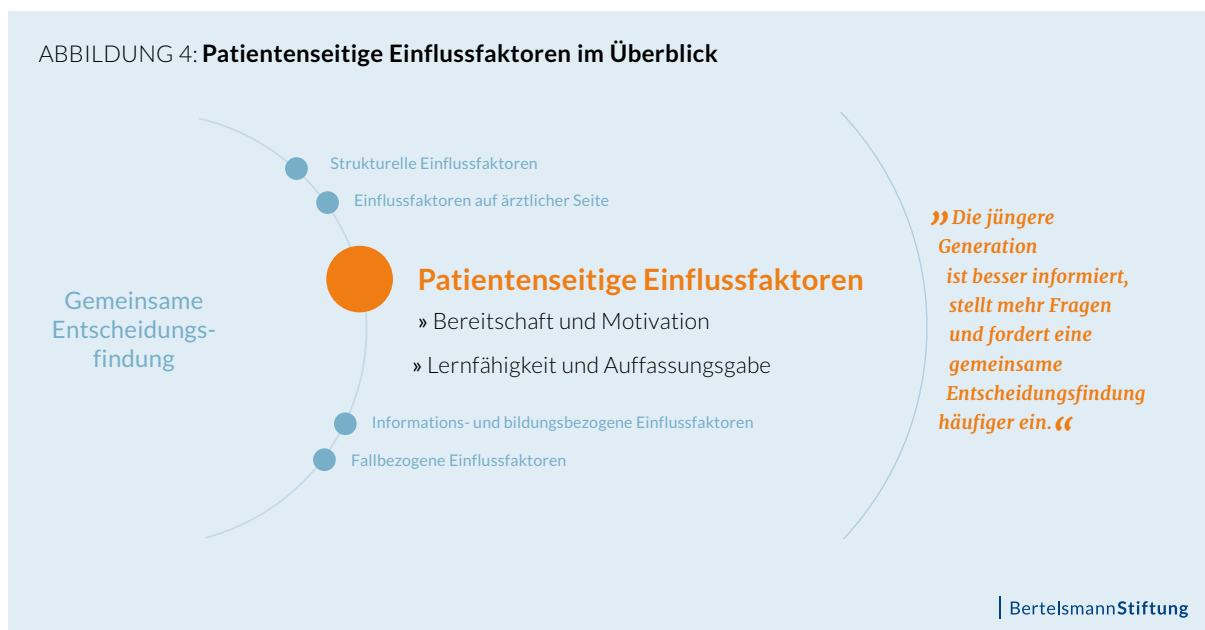 ABBILDUNG 4: Patientenseitige Einflussfaktoren im Überblick
Gemeinsame
Entscheidungs-
findung
Strukturelle Einflussfaktoren
Einflussfaktoren auf ärztlicher Seite
Patientenseitige Einflussfaktoren
» Bereitschaft und Motivation
» Lernfähigkeit und Auffassungsgabe
Informations- und bildungsbezogene Einflussfaktoren
Fallbezogene Einflussfaktoren
„Die jüngere
Generation
ist besser informiert,
stellt mehr Fragen
und fordert eine
gemeinsame
Entscheidungsfindung
häufiger ein.“
BertelsmannStiftung